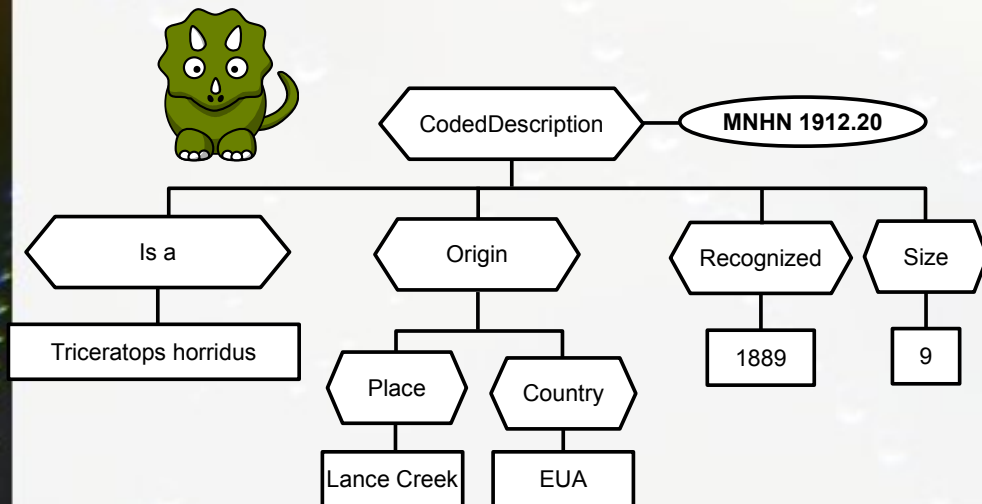 CodedDescription
MNHN 1912.20
Is a
Origin
Recognized
Size
Triceratops horridus
1889
9
Place
Country
Lance Creek
EUA